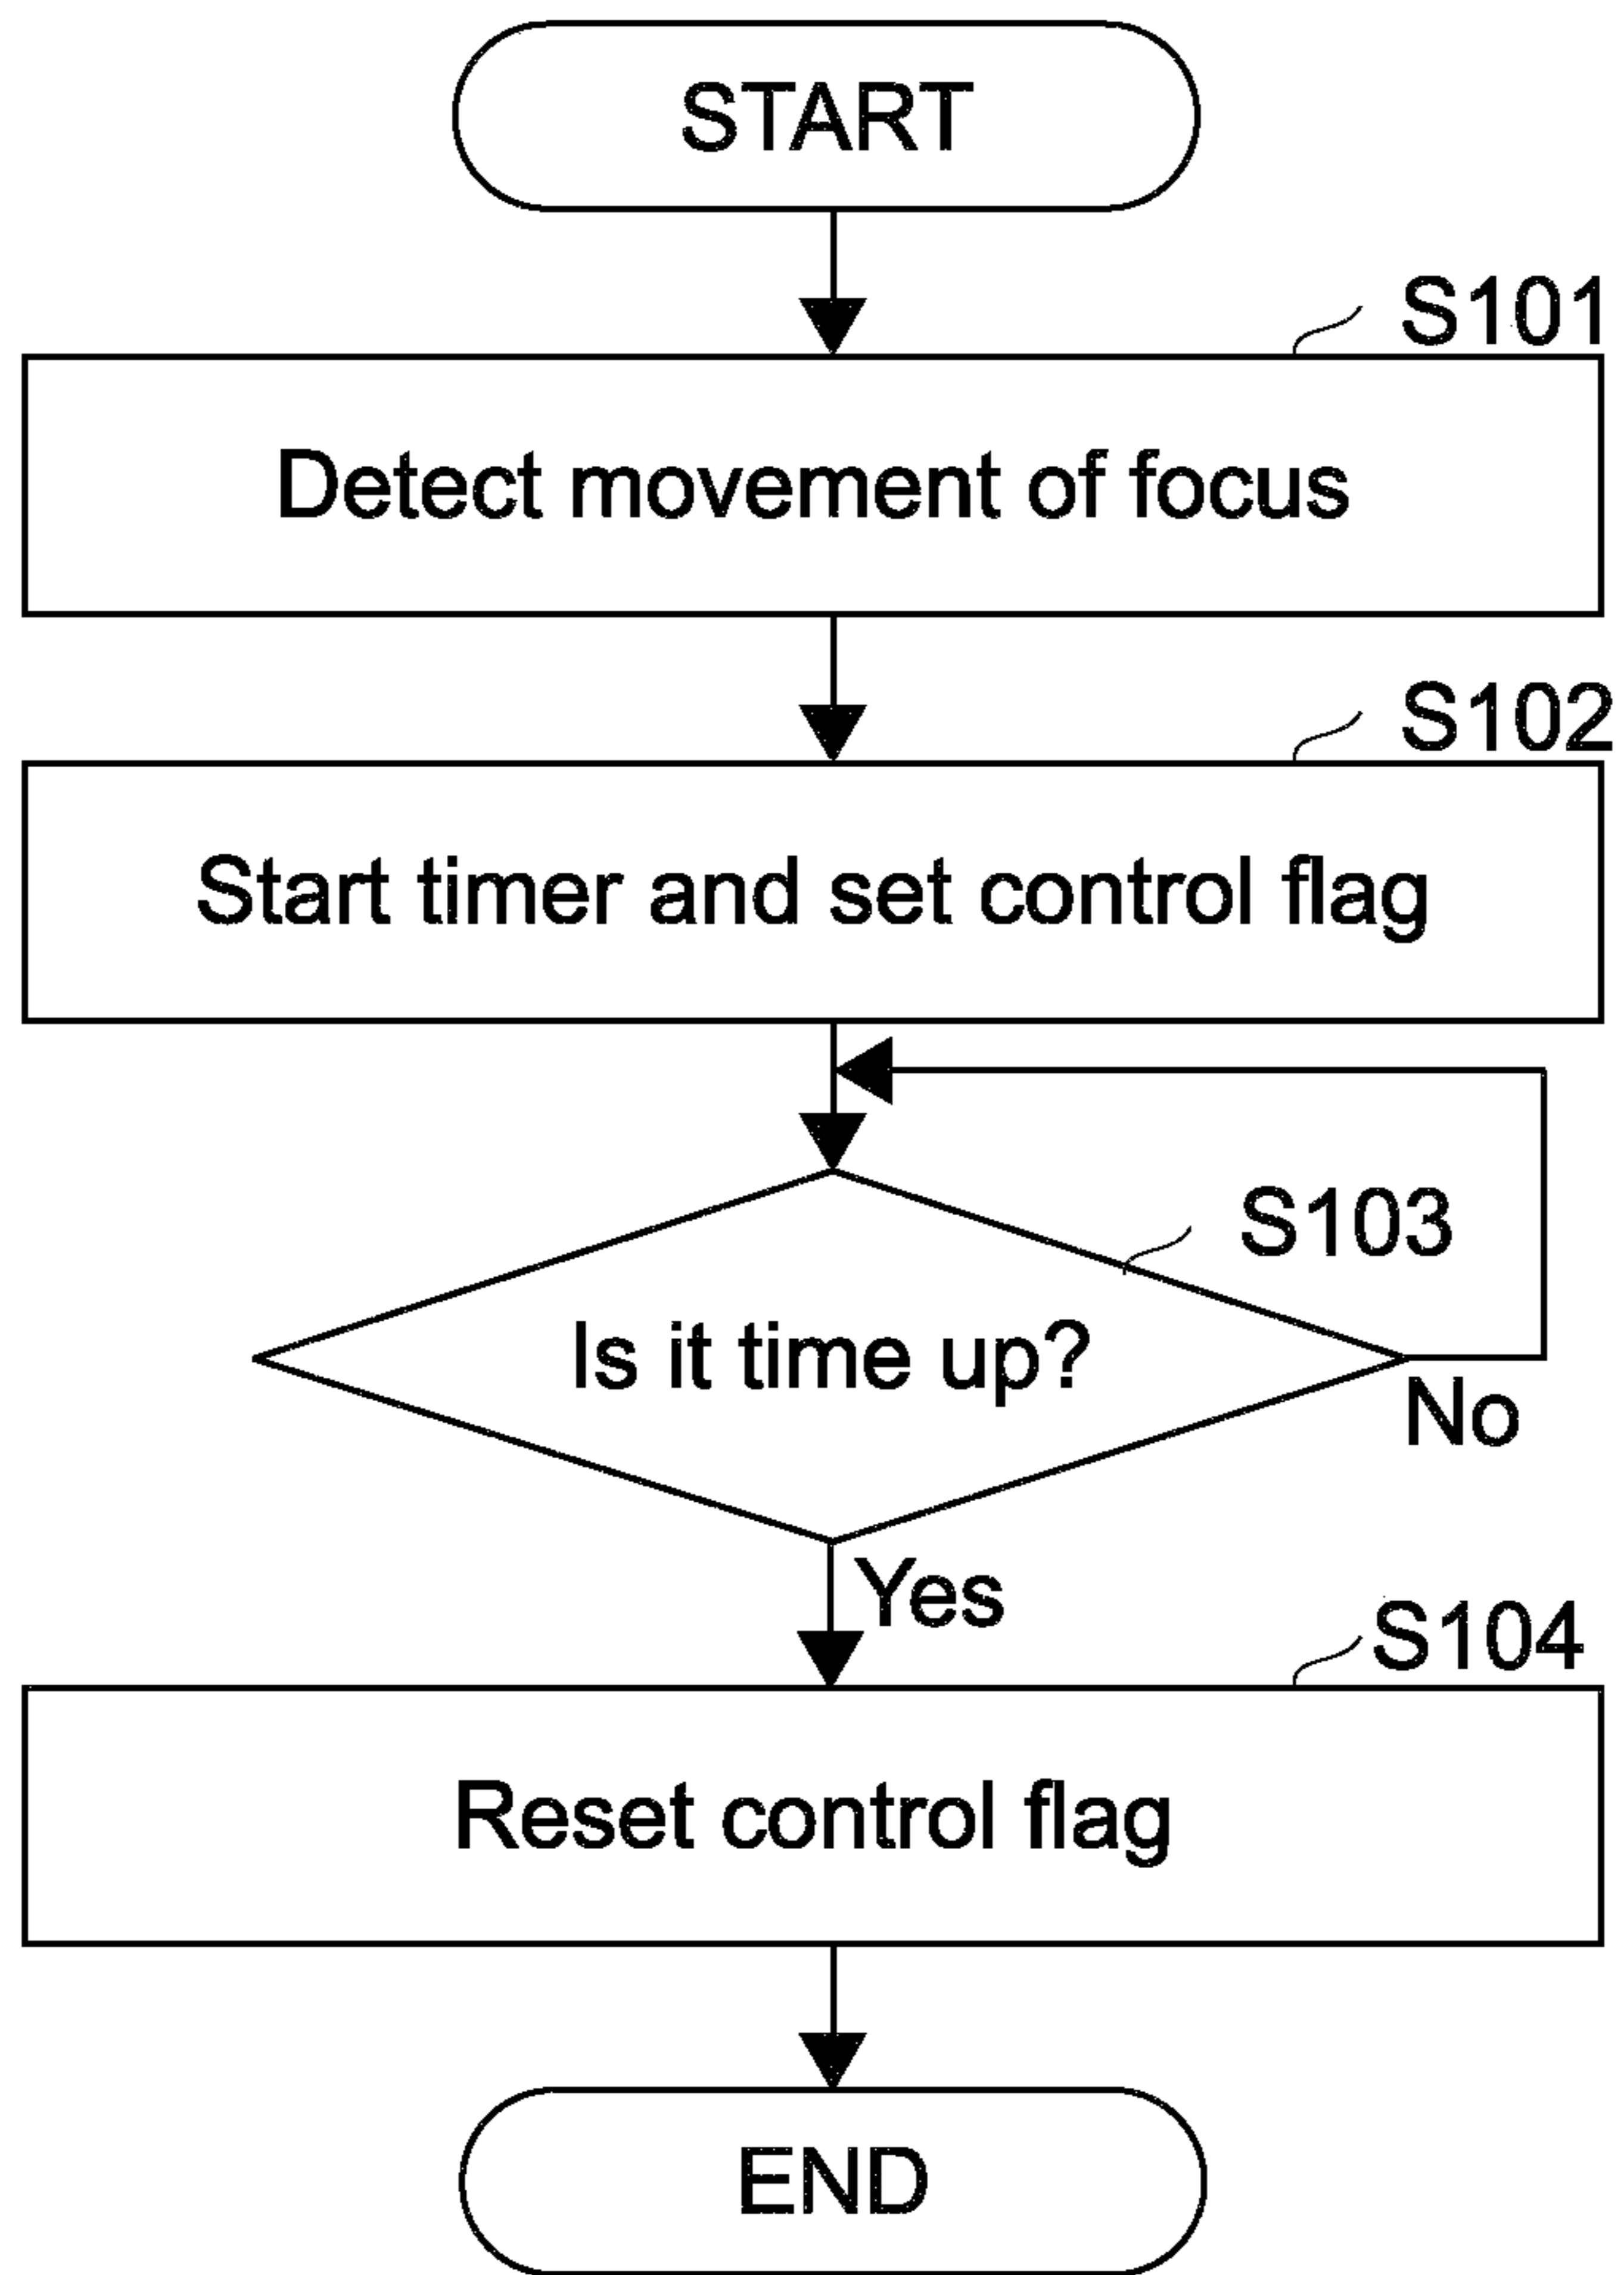 START
S101
Detect movement of focus
S102
Start timer and set control flag
S103
Is it time up?
No
Yes
S104
Reset control flag
END